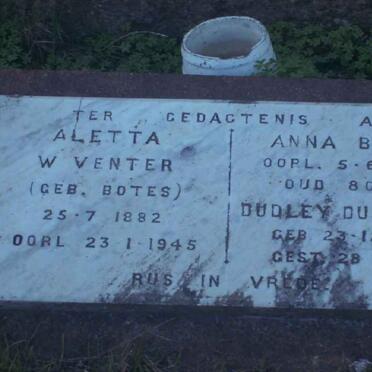 TER GEDAGTENIS A
ALETTA
W VENTER
(GEB. BOTES)
25-7 1882
OORL 23 1-1945
ANNA B
OORL. 5-6
OUD 80
DUDLEY DU
GEB 23-1
GEST 28
RUS IN VREDE